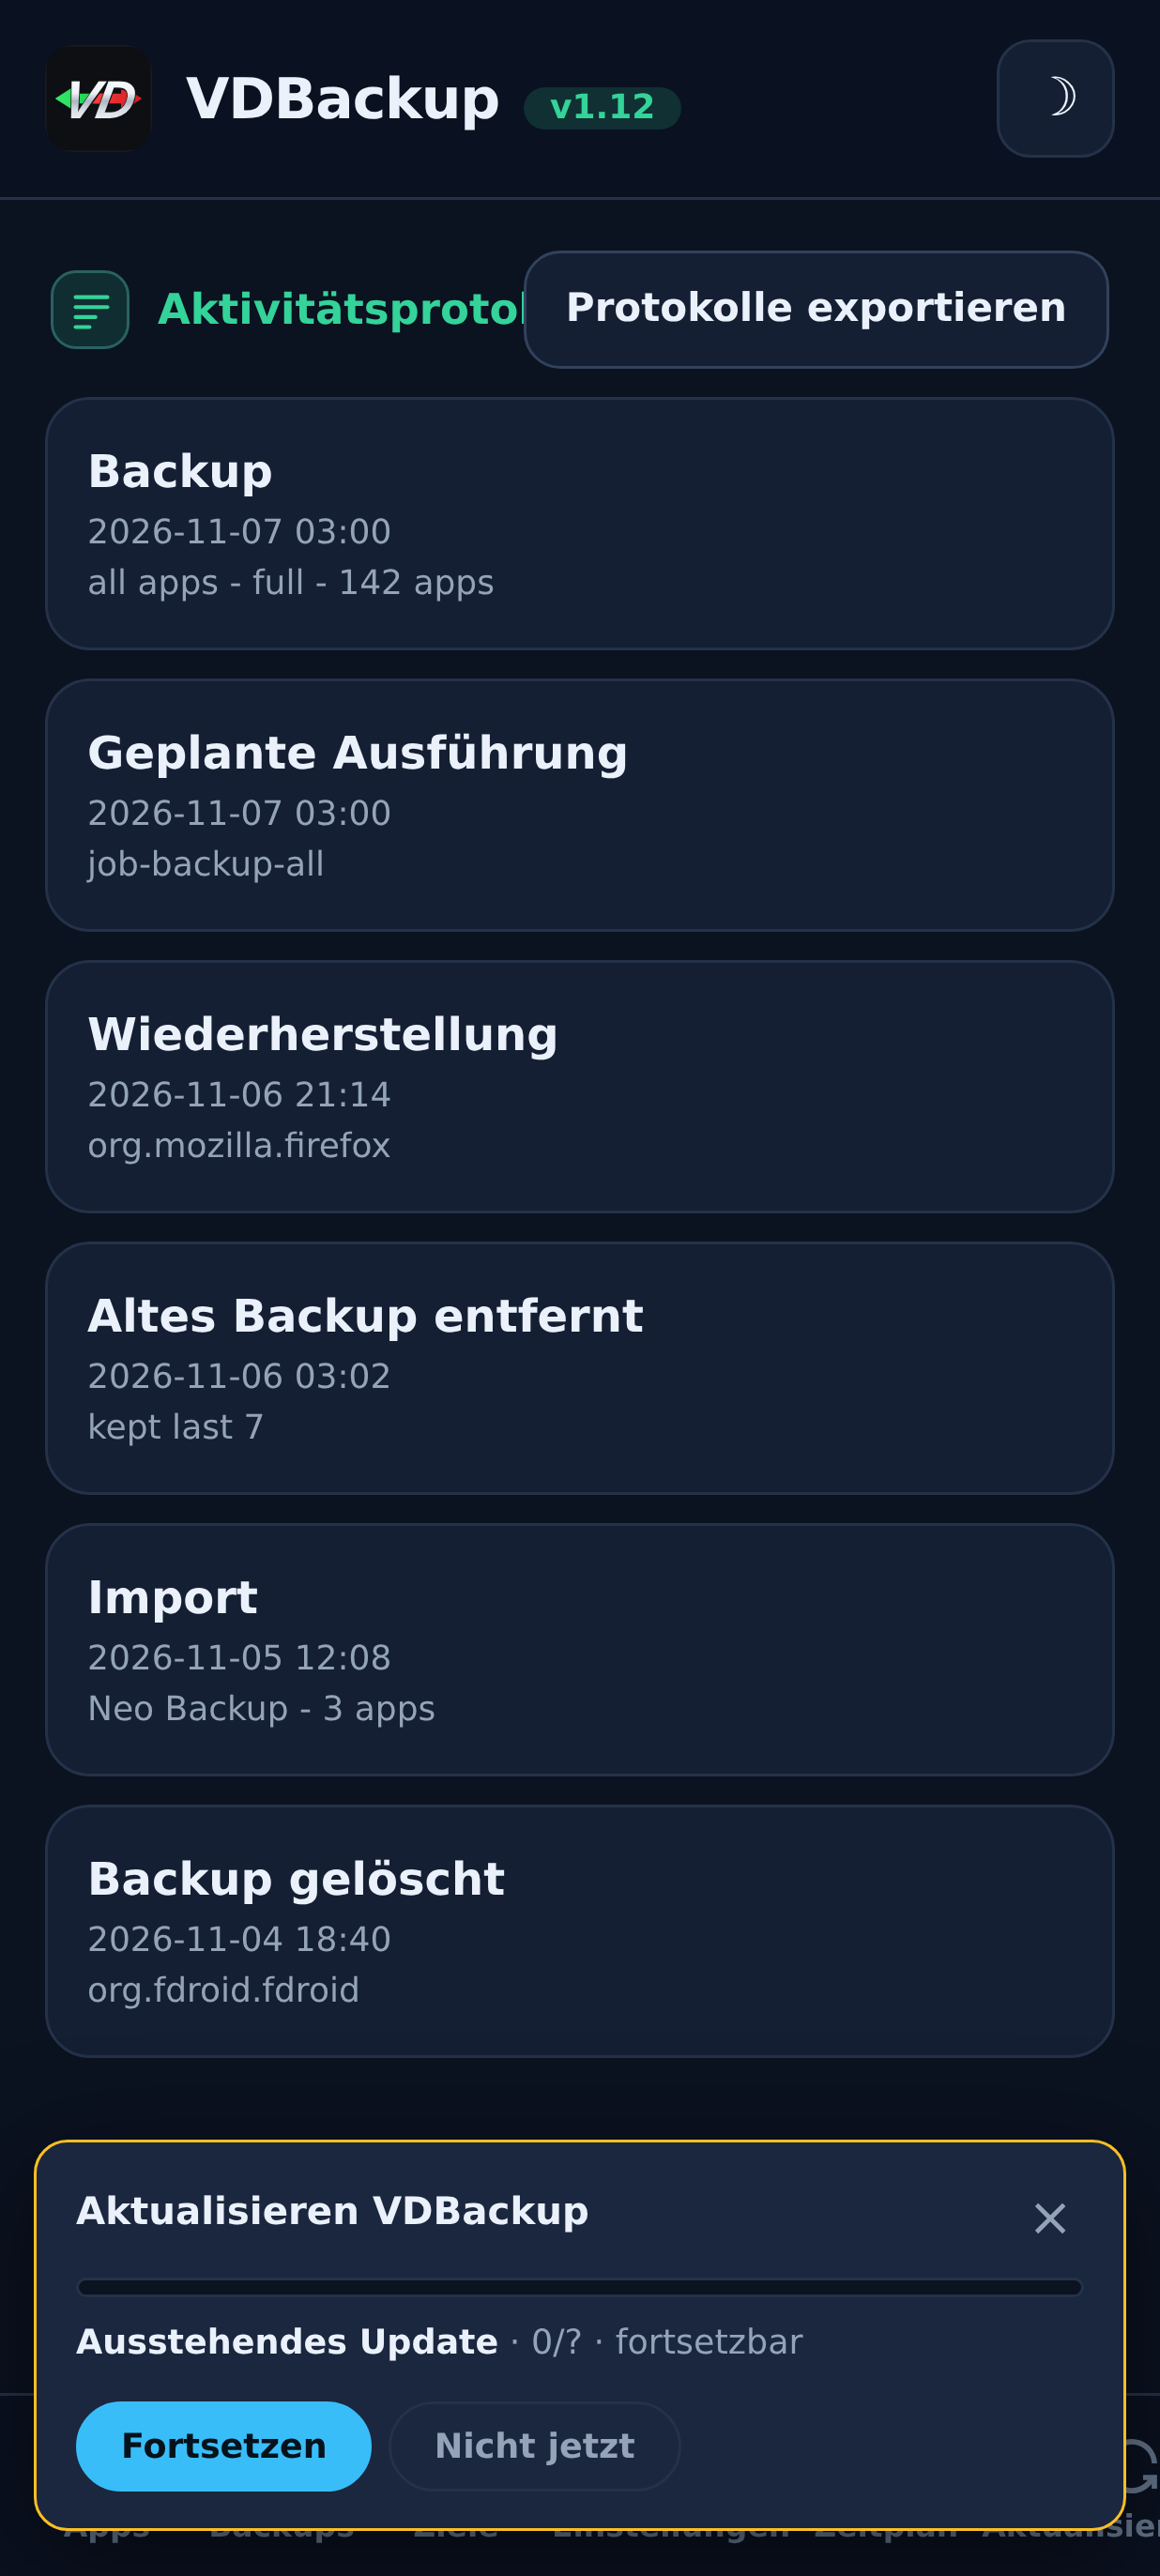 VD
VDBackup v1.12
Aktivitätsprotol
Protokolle exportieren
Backup
2026-11-07 03:00
all apps - full - 142 apps
Geplante Ausführung
2026-11-07 03:00
job-backup-all
Wiederherstellung
2026-11-06 21:14
org.mozilla.firefox
Altes Backup entfernt
2026-11-06 03:02
kept last 7
Import
2026-11-05 12:08
Neo Backup - 3 apps
Backup gelöscht
2026-11-04 18:40
org.fdroid.fdroid
Aktualisieren VDBackup
×
Ausstehendes Update · 0/? · fortsetzbar
Fortsetzen
Nicht jetzt